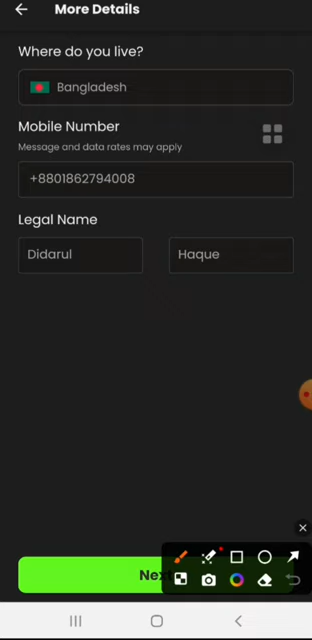 More Details
Where do you live?
Bangladesh
Mobile Number
Message and data rates may apply
+8801862794008
Legal Name
Didarul
Haque
Next